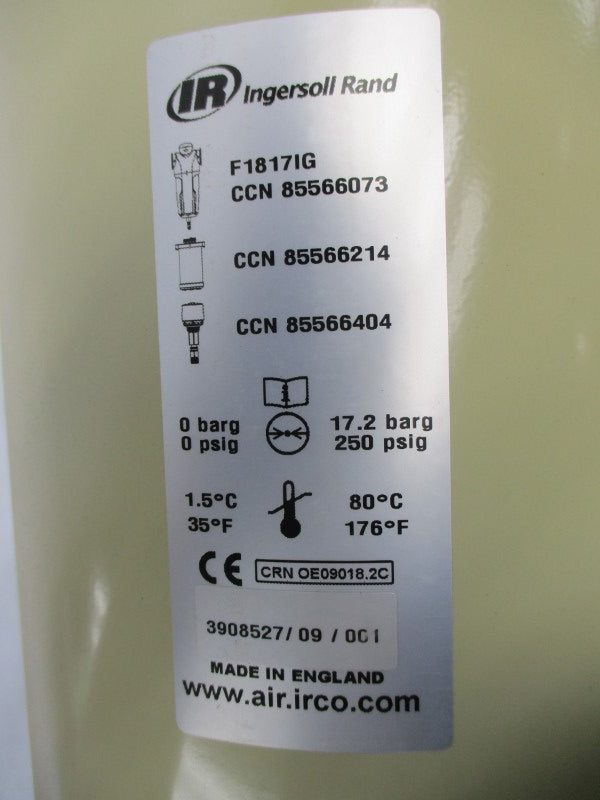 IR Ingersoll Rand
F1817IG
CCN 85566073
CCN 85566214
CCN 85566404
0 barg 17.2 barg
0 psig 250 psig
1.5°C 80°C
35°F 176°F
CE CRN OE09018.2C
3908527/ 09 / 001
MADE IN ENGLAND
www.air.irco.com